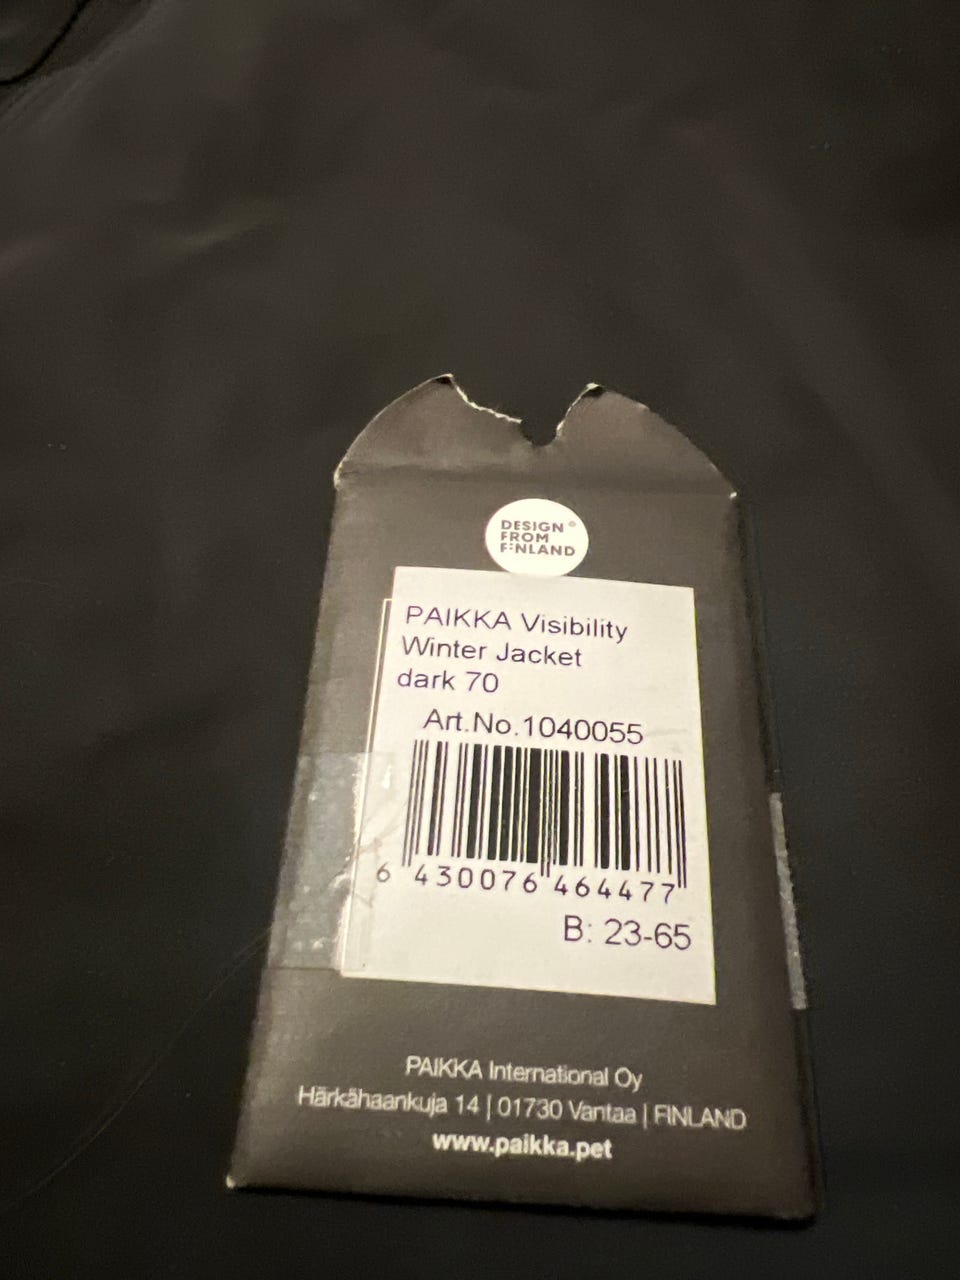 DESIGN
FROM
FINLAND
PAIKKA Visibility
Winter Jacket
dark 70
Art.No.1040055
6 430076 464477
B: 23-65
PAIKKA International Oy
Härkähaankuja 14 | 01730 Vantaa | FINLAND
www.paikka.pet